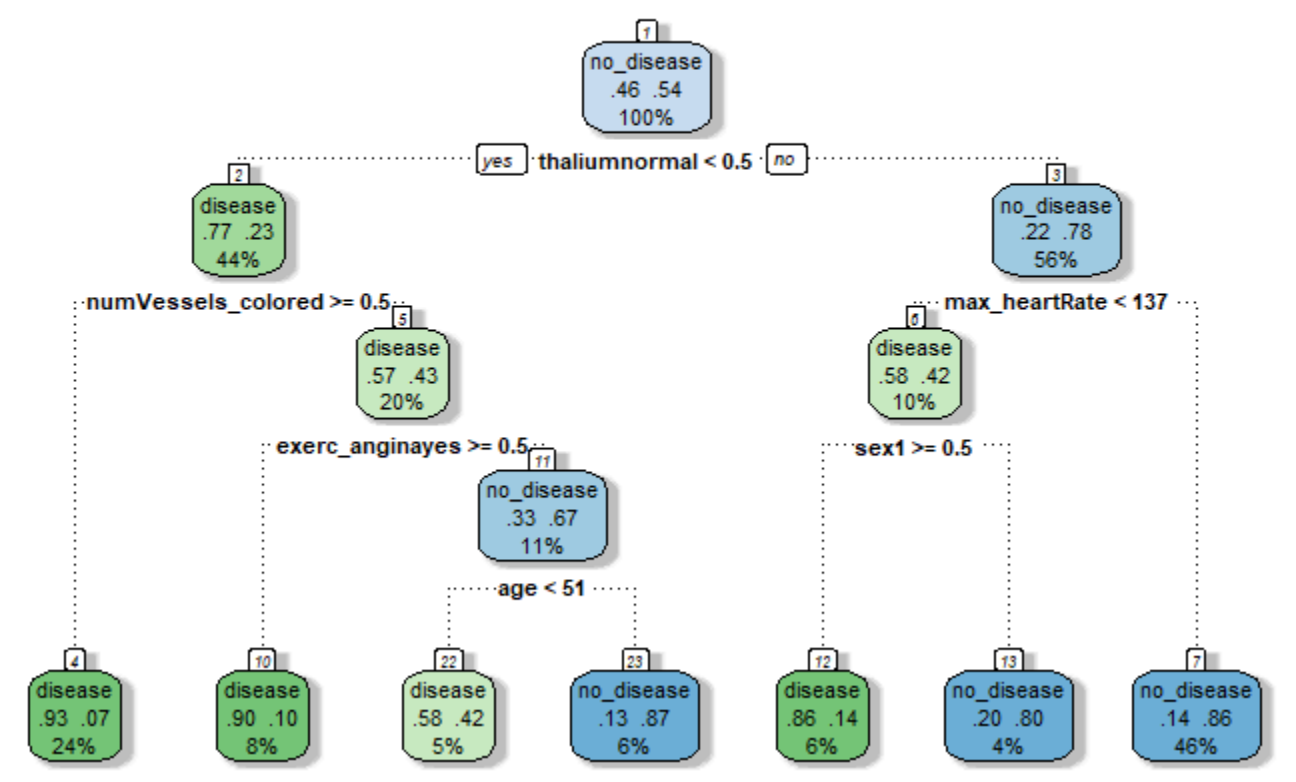 1
no_disease
.46 .54
100%
yes thaliumnormal < 0.5 no
2
disease
.77 .23
44%
3
no_disease
.22 .78
56%
numVessels_colored >= 0.5
max_heartRate < 137
5
disease
.57 .43
20%
6
disease
.58 .42
10%
exerc_anginayes >= 0.5
sex1 >= 0.5
11
no_disease
.33 .67
11%
age < 51
4
disease
.93 .07
24%
10
disease
.90 .10
8%
22
disease
.58 .42
5%
23
no_disease
.13 .87
6%
12
disease
.86 .14
6%
13
no_disease
.20 .80
4%
7
no_disease
.14 .86
46%